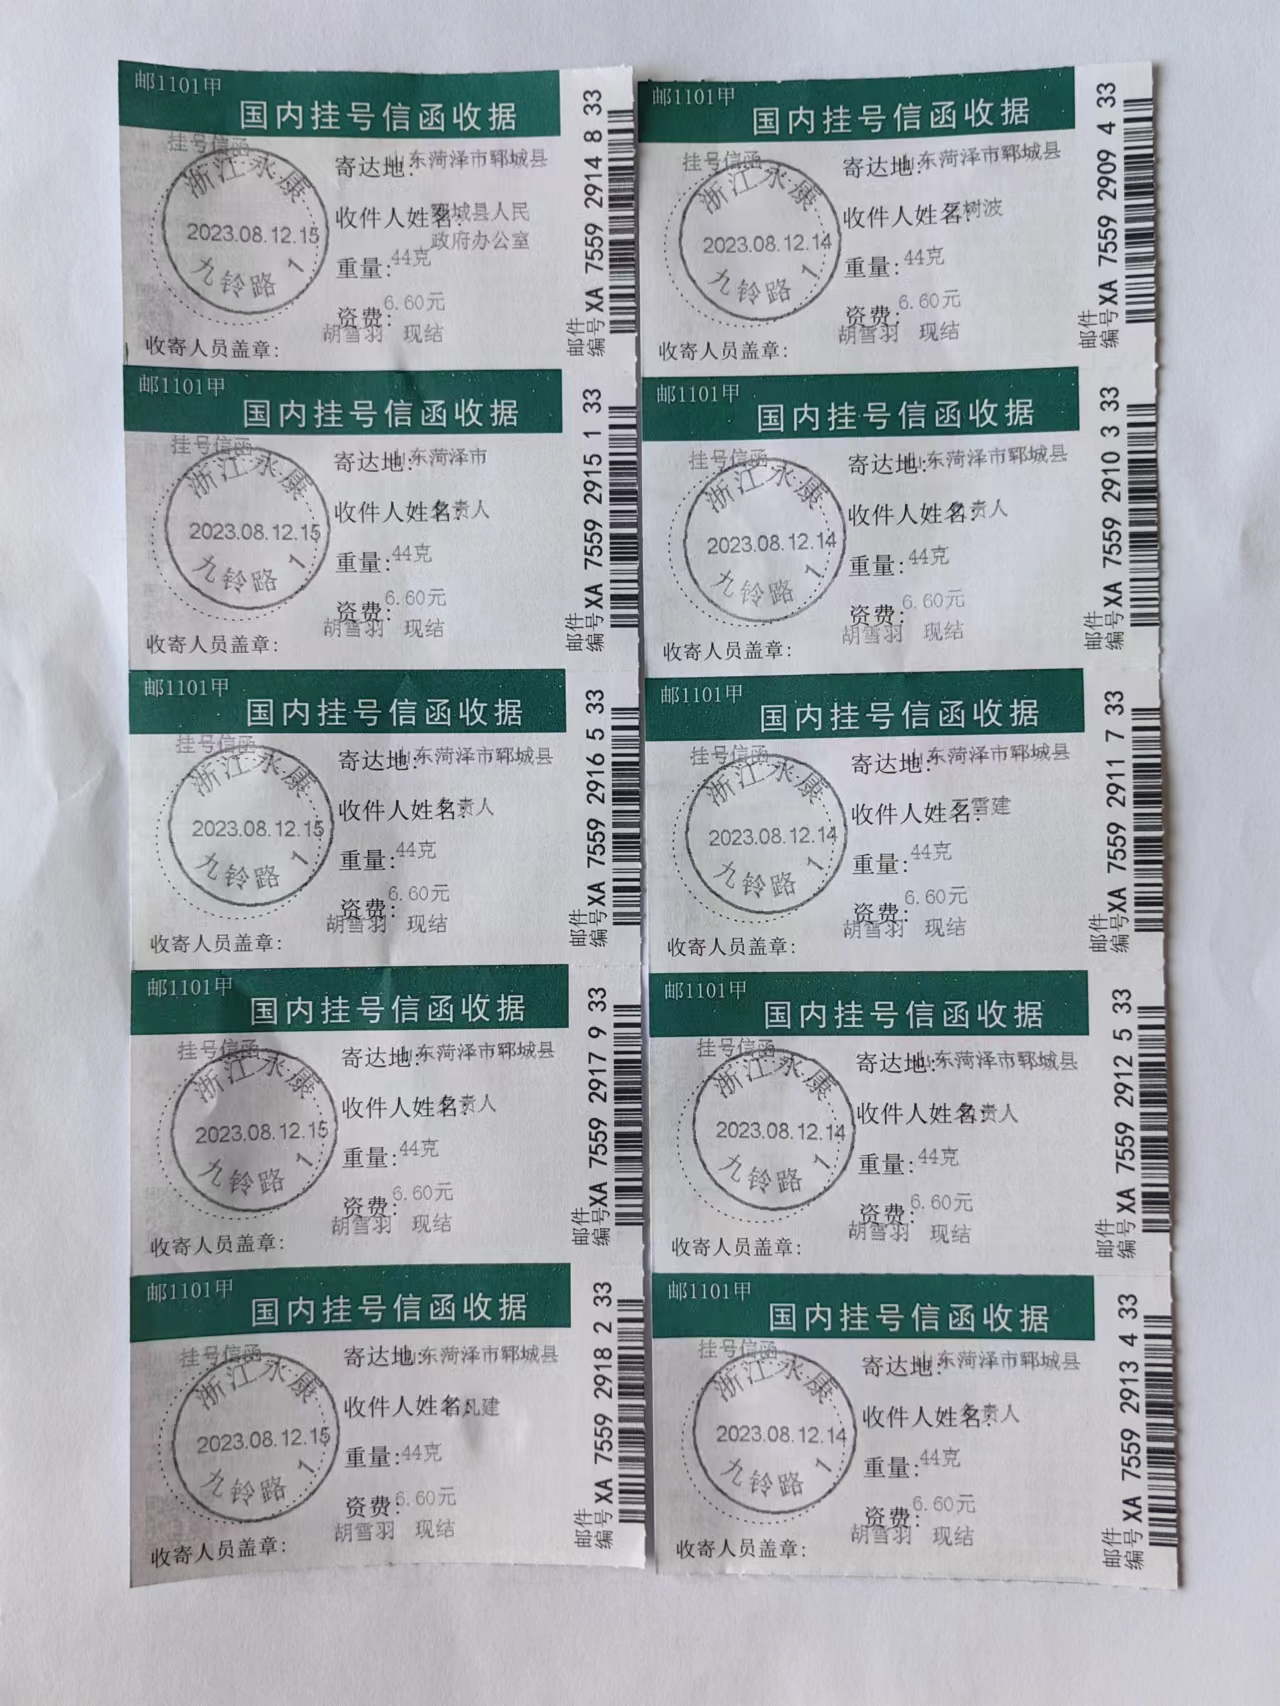 邮1101甲
国内挂号信函收据
挂号信函
浙江永康
2023.08.12.15
九铃路 1
寄达地:山东菏泽市郓城县
收件人姓名:郓城县人民
政府办公室
重量:44克
资费:6.60元
胡雪羽 现结
收寄人员盖章:
邮件
编号XA 7559 2914 8 33
邮1101甲
国内挂号信函收据
挂号信函
浙江永康
2023.08.12.15
九铃路 1
寄达地:山东菏泽市
收件人姓名:负责人
重量:44克
资费:6.60元
胡雪羽 现结
收寄人员盖章:
邮件
编号XA 7559 2915 1 33
邮1101甲
国内挂号信函收据
挂号信函
浙江永康
2023.08.12.15
九铃路 1
寄达地:山东菏泽市郓城县
收件人姓名:负责人
重量:44克
资费:6.60元
胡雪羽 现结
收寄人员盖章:
邮件
编号XA 7559 2916 5 33
邮1101甲
国内挂号信函收据
挂号信函
浙江永康
2023.08.12.15
九铃路 1
寄达地:山东菏泽市郓城县
收件人姓名:负责人
重量:44克
资费:6.60元
胡雪羽 现结
收寄人员盖章:
邮件
编号XA 7559 2917 9 33
邮1101甲
国内挂号信函收据
挂号信函
浙江永康
2023.08.12.15
九铃路 1
寄达地:山东菏泽市郓城县
收件人姓名:凡建
重量:44克
资费:6.60元
胡雪羽 现结
收寄人员盖章:
邮件
编号XA 7559 2918 2 33
邮1101甲
国内挂号信函收据
挂号信函
浙江永康
2023.08.12.14
九铃路 1
寄达地:山东菏泽市郓城县
收件人姓名:树波
重量:44克
资费:6.60元
胡雪羽 现结
收寄人员盖章:
邮件
编号XA 7559 2909 4 33
邮1101甲
国内挂号信函收据
挂号信函
浙江永康
2023.08.12.14
九铃路 1
寄达地:山东菏泽市郓城县
收件人姓名:负责人
重量:44克
资费:6.60元
胡雪羽 现结
收寄人员盖章:
邮件
编号XA 7559 2910 3 33
邮1101甲
国内挂号信函收据
挂号信函
浙江永康
2023.08.12.14
九铃路 1
寄达地:山东菏泽市郓城县
收件人姓名:雪建
重量:44克
资费:6.60元
胡雪羽 现结
收寄人员盖章:
邮件
编号XA 7559 2911 7 33
邮1101甲
国内挂号信函收据
挂号信函
浙江永康
2023.08.12.14
九铃路 1
寄达地:山东菏泽市郓城县
收件人姓名:负责人
重量:44克
资费:6.60元
胡雪羽 现结
收寄人员盖章:
邮件
编号XA 7559 2912 5 33
邮1101甲
国内挂号信函收据
挂号信函
浙江永康
2023.08.12.14
九铃路 1
寄达地:山东菏泽市郓城县
收件人姓名:负责人
重量:44克
资费:6.60元
胡雪羽 现结
收寄人员盖章:
邮件
编号XA 7559 2913 4 33